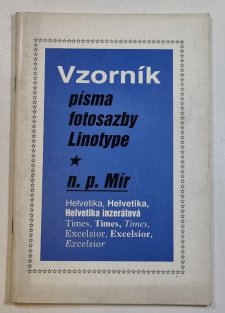 Vzorník
písma
fotosazby
Linotype
★
n. p. Mír
Helvetika, Helvetika,
Helvetika inzerátová
Times, Times, Times,
Excelsior, Excelsior,
Excelsior